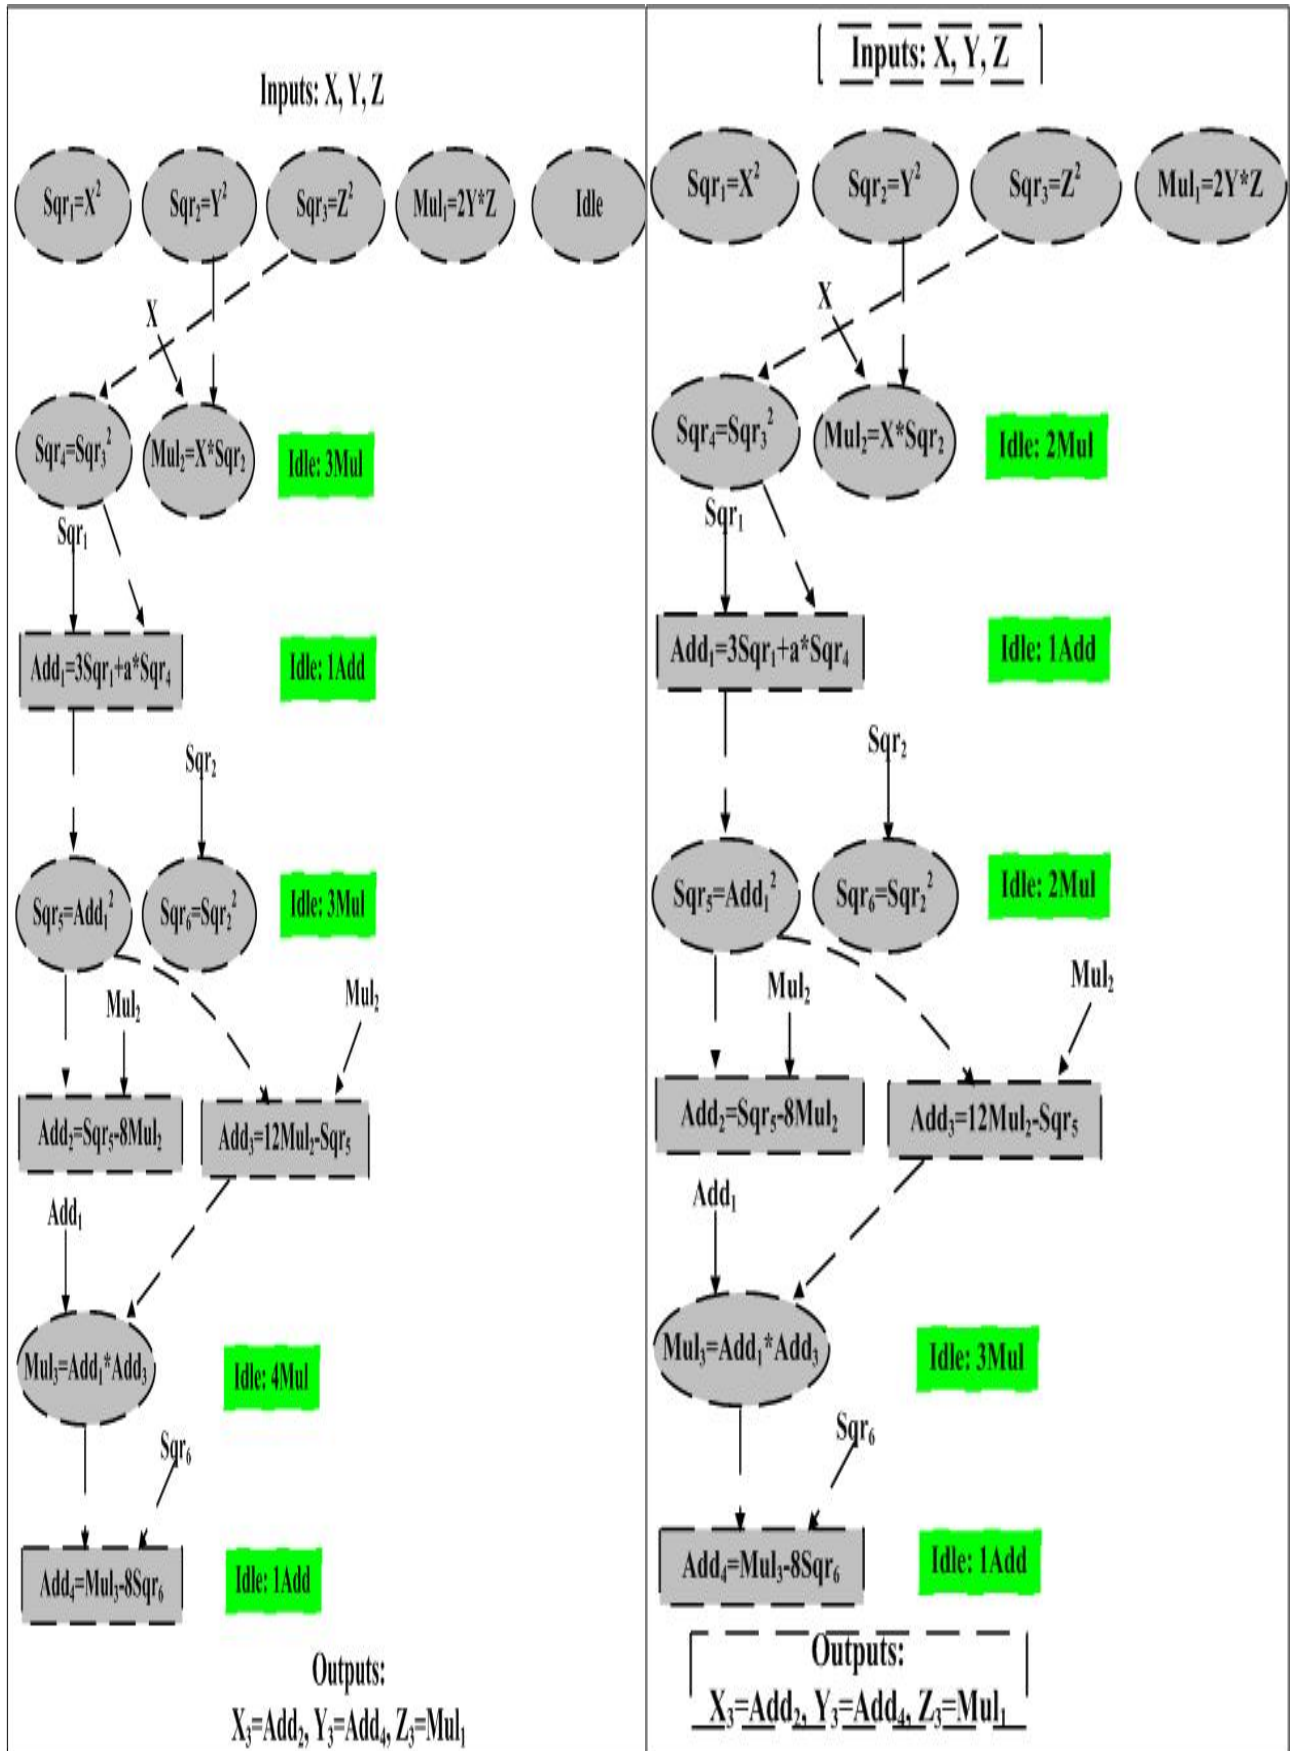 Inputs: X, Y, Z
Sqr₁=X²
Sqr₂=Y²
Sqr₃=Z²
Mul₁=2Y*Z
Idle
X
Sqr₄=Sqr₃²
Mul₂=X*Sqr₂
Idle: 3Mul
Sqr₁
Add₁=3Sqr₁+a*Sqr₄
Idle: 1Add
Sqr₂
Sqr₅=Add₁²
Sqr₆=Sqr₂²
Idle: 3Mul
Mul₂
Mul₂
Add₂=Sqr₅-8Mul₂
Add₃=12Mul₂-Sqr₅
Add₁
Mul₃=Add₁*Add₃
Idle: 4Mul
Sqr₆
Add₄=Mul₃-8Sqr₆
Idle: 1Add
Outputs:
X₃=Add₂, Y₃=Add₄, Z₃=Mul₁
Inputs: X, Y, Z
Sqr₁=X²
Sqr₂=Y²
Sqr₃=Z²
Mul₁=2Y*Z
X
Sqr₄=Sqr₃²
Mul₂=X*Sqr₂
Idle: 2Mul
Sqr₁
Add₁=3Sqr₁+a*Sqr₄
Idle: 1Add
Sqr₂
Sqr₅=Add₁²
Sqr₆=Sqr₂²
Idle: 2Mul
Mul₂
Mul₂
Add₂=Sqr₅-8Mul₂
Add₃=12Mul₂-Sqr₅
Add₁
Mul₃=Add₁*Add₃
Idle: 3Mul
Sqr₆
Add₄=Mul₃-8Sqr₆
Idle: 1Add
Outputs:
X₃=Add₂, Y₃=Add₄, Z₃=Mul₁